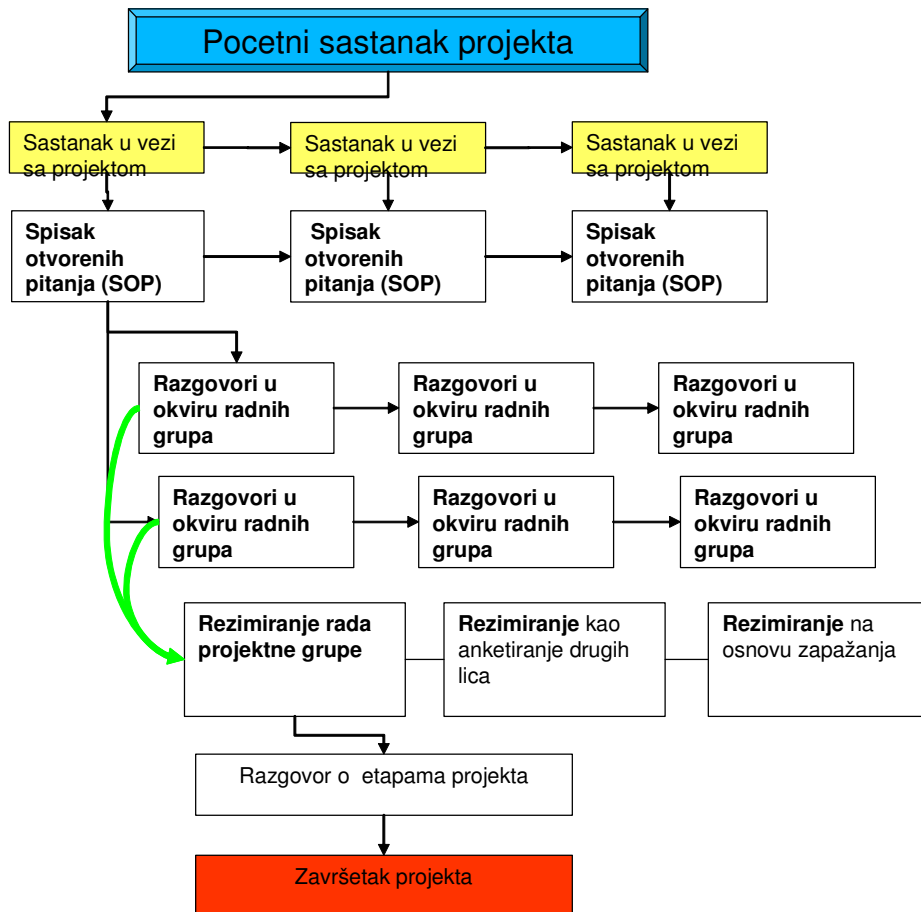 Pocetni sastanak projekta
Sastanak u vezi
sa projektom
Sastanak u vezi
sa projektom
Sastanak u vezi
sa projektom
Spisak
otvorenih
pitanja (SOP)
Spisak
otvorenih
pitanja (SOP)
Spisak
otvorenih
pitanja (SOP)
Razgovori u
okviru radnih
grupa
Razgovori u
okviru radnih
grupa
Razgovori u
okviru radnih
grupa
Razgovori u
okviru radnih
grupa
Razgovori u
okviru radnih
grupa
Razgovori u
okviru radnih
grupa
Rezimiranje rada
projektne grupe
Rezimiranje kao
anketiranje drugih
lica
Rezimiranje na
osnovu zapažanja
Razgovor o etapama projekta
Završetak projekta